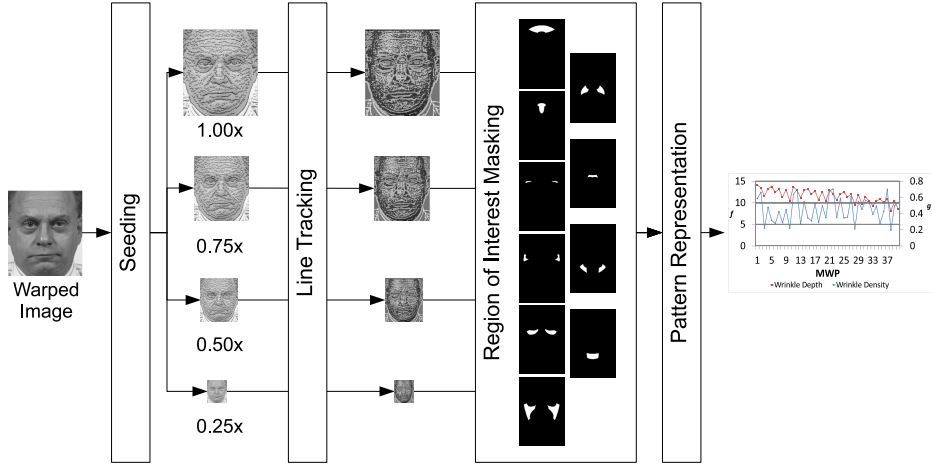 Warped
Image
Seeding
1.00x
0.75x
0.50x
0.25x
Line Tracking
Region of Interest Masking
Pattern Representation
15
10
5
0
f
0.8
0.6
0.4
0.2
0
g
1 5 9 13 17 21 25 29 33 37
MWP
Wrinkle Depth Wrinkle Density